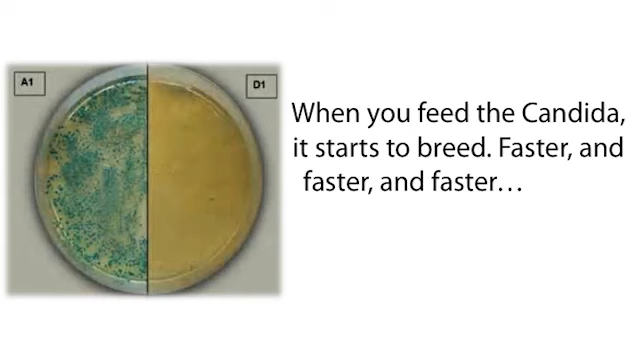 A1
D1
When you feed the Candida,
it starts to breed. Faster, and
faster, and faster…